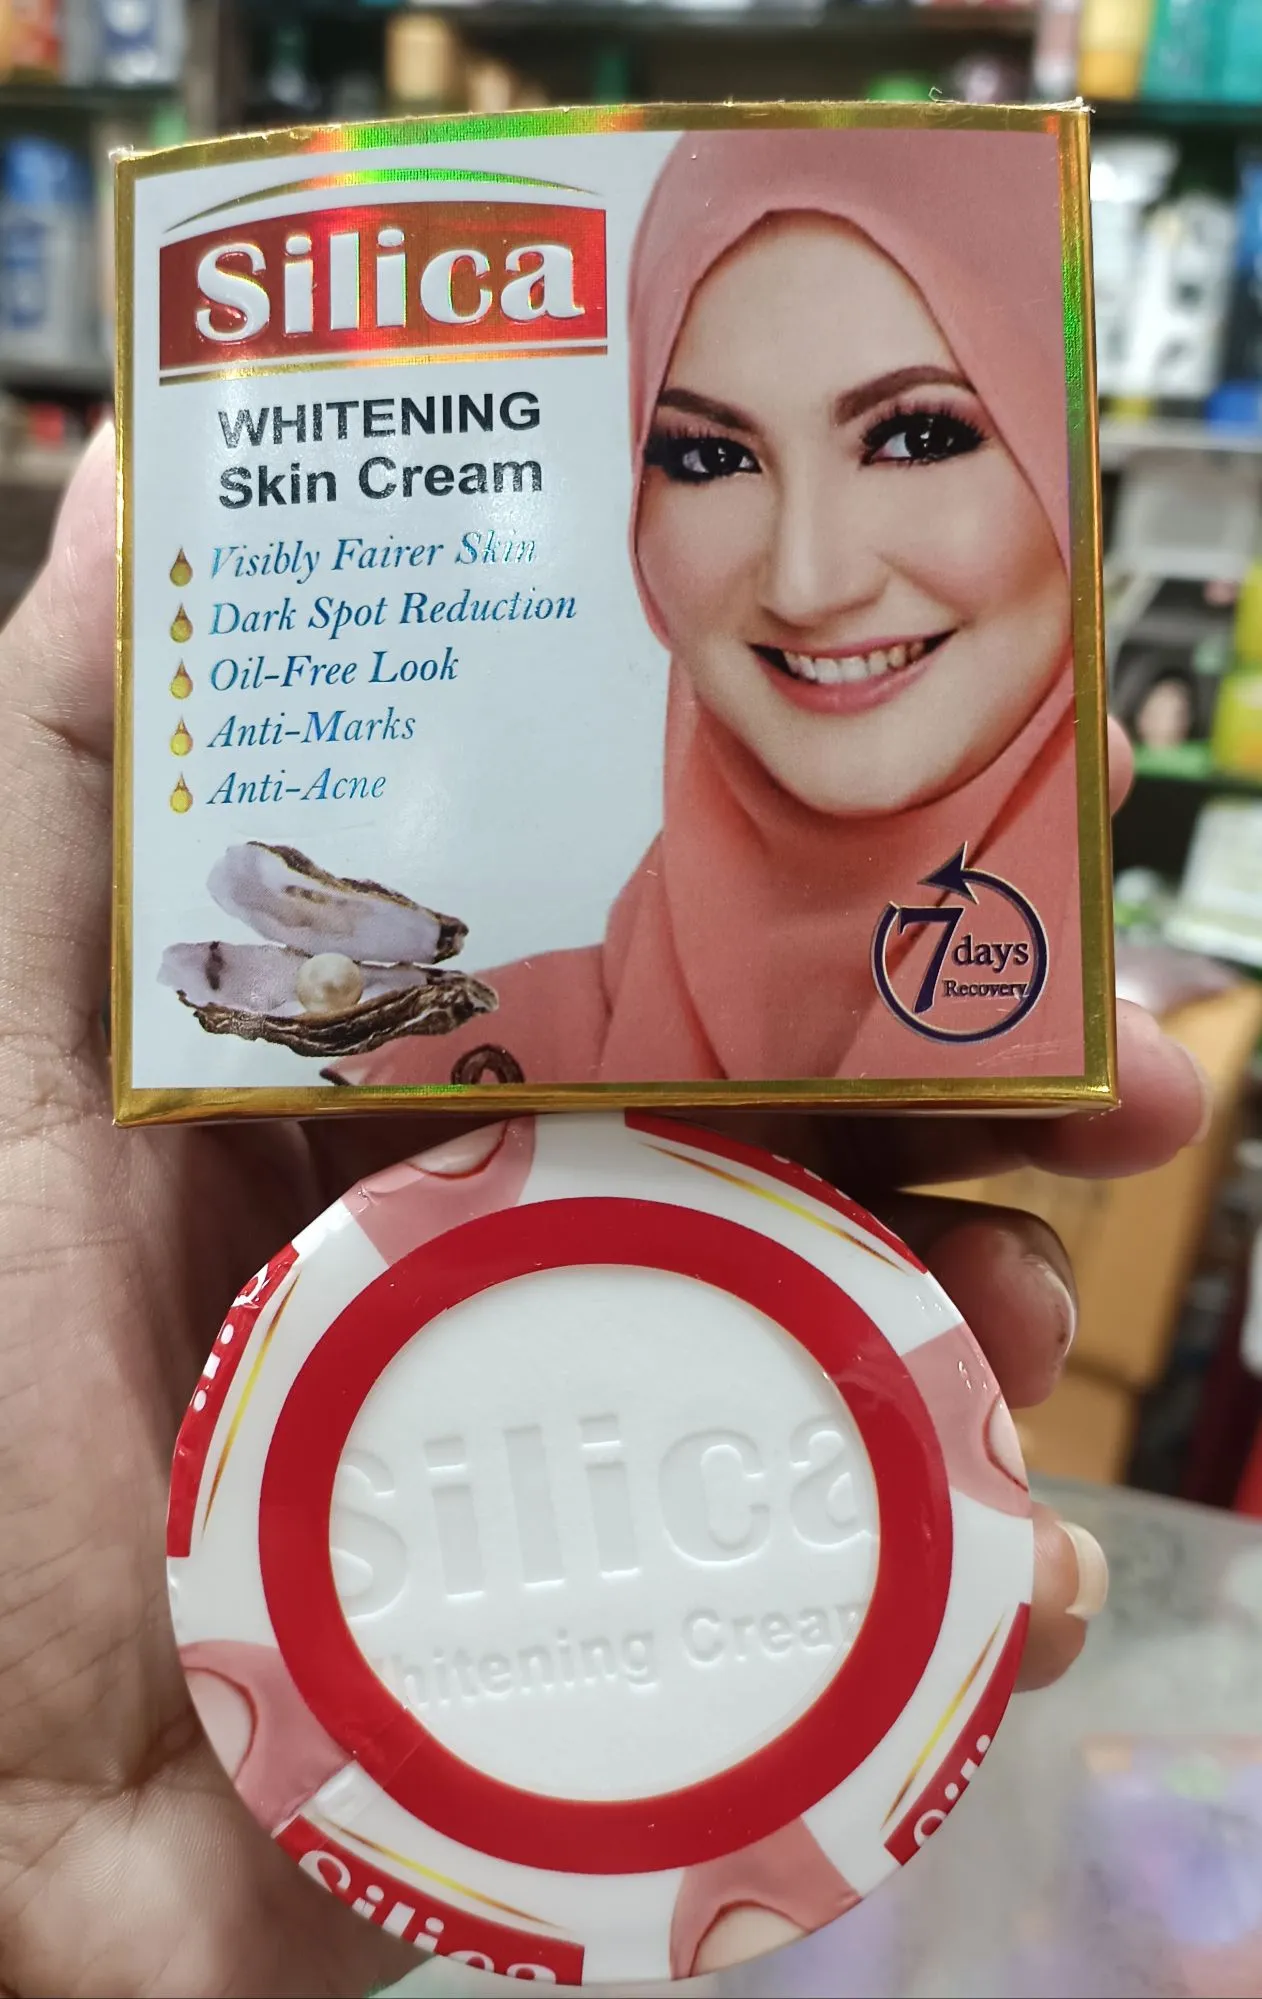 Silica
WHITENING
Skin Cream
Visibly Fairer Skin
Dark Spot Reduction
Oil-Free Look
Anti-Marks
Anti-Acne
7 days
Recovery
Silica
Whitening Cream
Silica